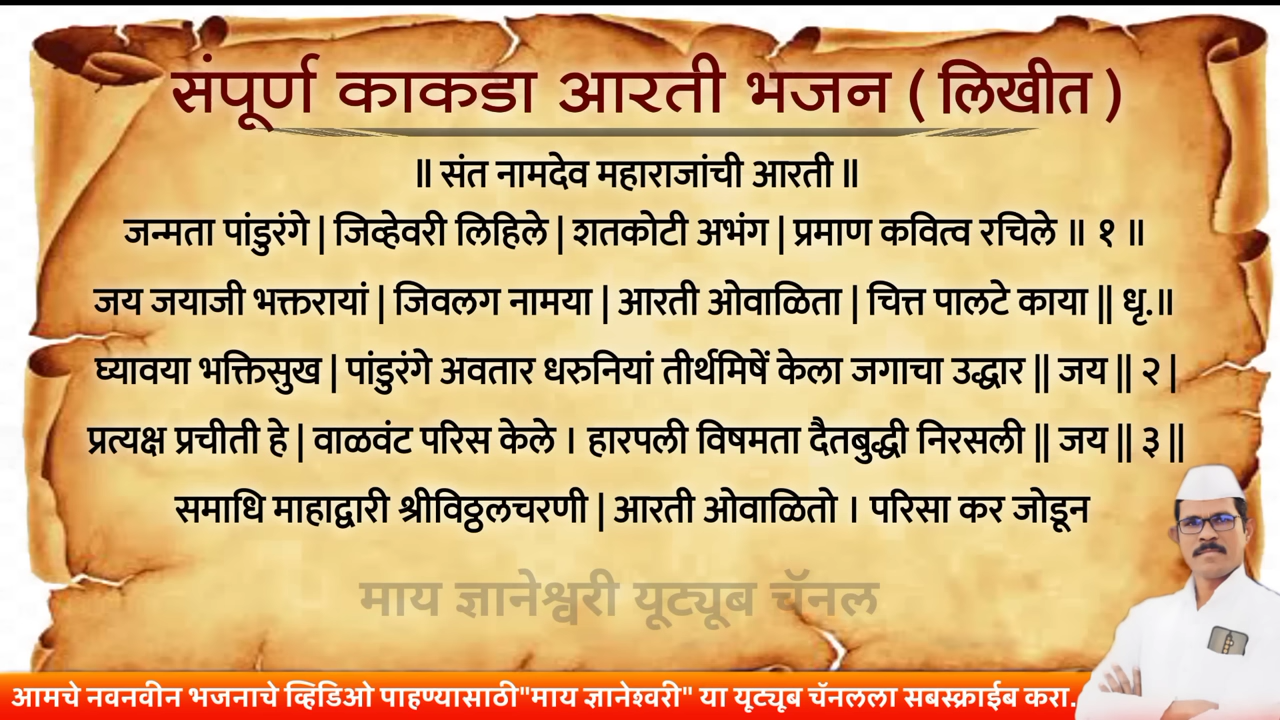 संपूर्ण काकडा आरती भजन ( लिखीत )
॥ संत नामदेव महाराजांची आरती ॥
जन्मता पांडुरंगे | जिव्हेवरी लिहिले | शतकोटी अभंग | प्रमाण कवित्व रचिले ॥ १ ॥
जय जयाजी भक्तरायां | जिवलग नामया | आरती ओवाळिता | चित्त पालटे काया || धृ.॥
घ्यावया भक्तिसुख | पांडुरंगे अवतार धरुनियां तीर्थमिषें केला जगाचा उद्धार || जय || २ |
प्रत्यक्ष प्रचीती हे | वाळवंट परिस केले । हारपली विषमता दैतबुद्धी निरसली || जय || ३ ||
समाधि माहाद्वारी श्रीविठ्ठलचरणी | आरती ओवाळितो । परिसा कर जोडून
माय ज्ञानेश्वरी यूट्यूब चॅनल
आमचे नवनवीन भजनाचे व्हिडिओ पाहण्यासाठी"माय ज्ञानेश्वरी" या यूट्यूब चॅनलला सबस्क्राईब करा.